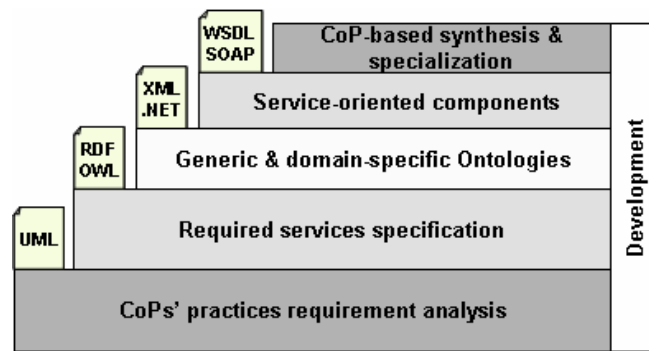 WSDL
SOAP
CoP-based synthesis &
specialization
XML
.NET
Service-oriented components
RDF
OWL
Generic & domain-specific Ontologies
UML
Required services specification
CoPs' practices requirement analysis
Development